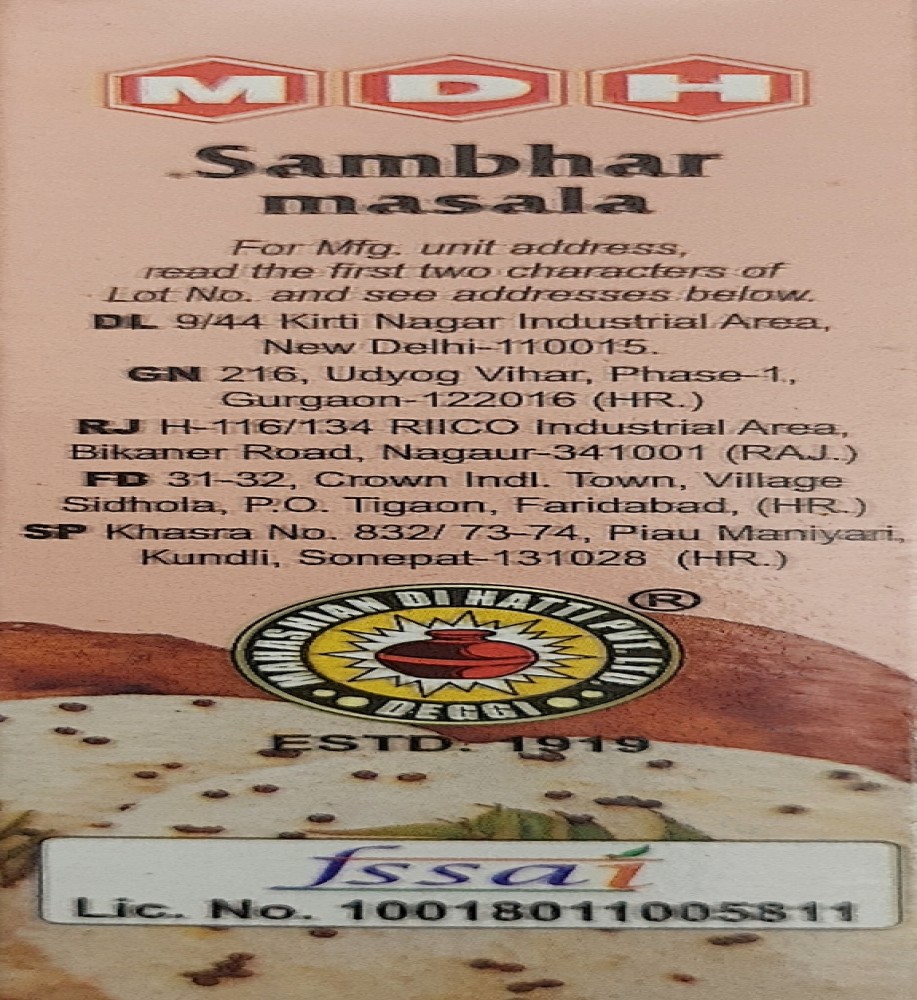 MDH
Sambhar
masala
For Mfg. unit address,
read the first two characters of
Lot No. and see addresses below.
DL 9/44 Kirti Nagar Industrial Area,
New Delhi-110015.
GN 216, Udyog Vihar, Phase-1,
Gurgaon-122016 (HR.)
RJ H-116/134 RIICO Industrial Area,
Bikaner Road, Nagaur-341001 (RAJ.)
FD 31-32, Crown Indl. Town, Village
Sidhola, P.O. Tigaon, Faridabad, (HR.)
SP Khasra No. 832/ 73-74, Piau Maniyari,
Kundli, Sonepat-131028 (HR.)
®
MAHASHIAN DI HATTI PVT. LTD
DEGGI
ESTD. 1919
fssai
Lic. No. 10018011005811